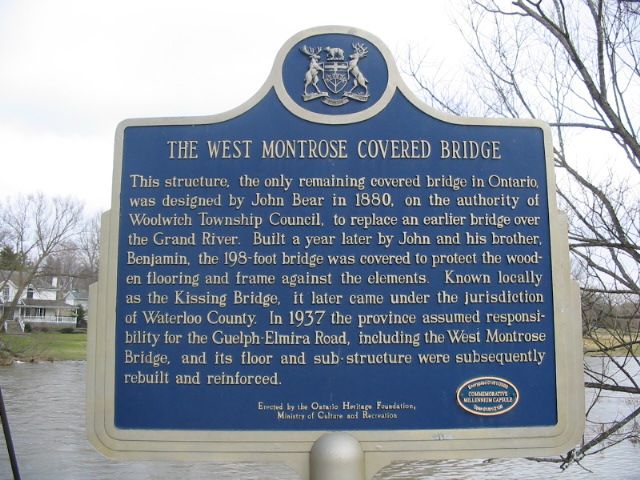 THE WEST MONTROSE COVERED BRIDGE
This structure, the only remaining covered bridge in Ontario,
was designed by John Bear in 1880, on the authority of
Woolwich Township Council, to replace an earlier bridge over
the Grand River. Built a year later by John and his brother,
Benjamin, the 198-foot bridge was covered to protect the wood-
en flooring and frame against the elements. Known locally
as the Kissing Bridge, it later came under the jurisdiction
of Waterloo County. In 1937 the province assumed responsi-
bility for the Guelph-Elmira Road, including the West Montrose
Bridge, and its floor and sub-structure were subsequently
rebuilt and reinforced.
Erected by the Ontario Heritage Foundation,
Ministry of Culture and Recreation
COMMEMORATIVE
MILLENNIUM CAPSULE